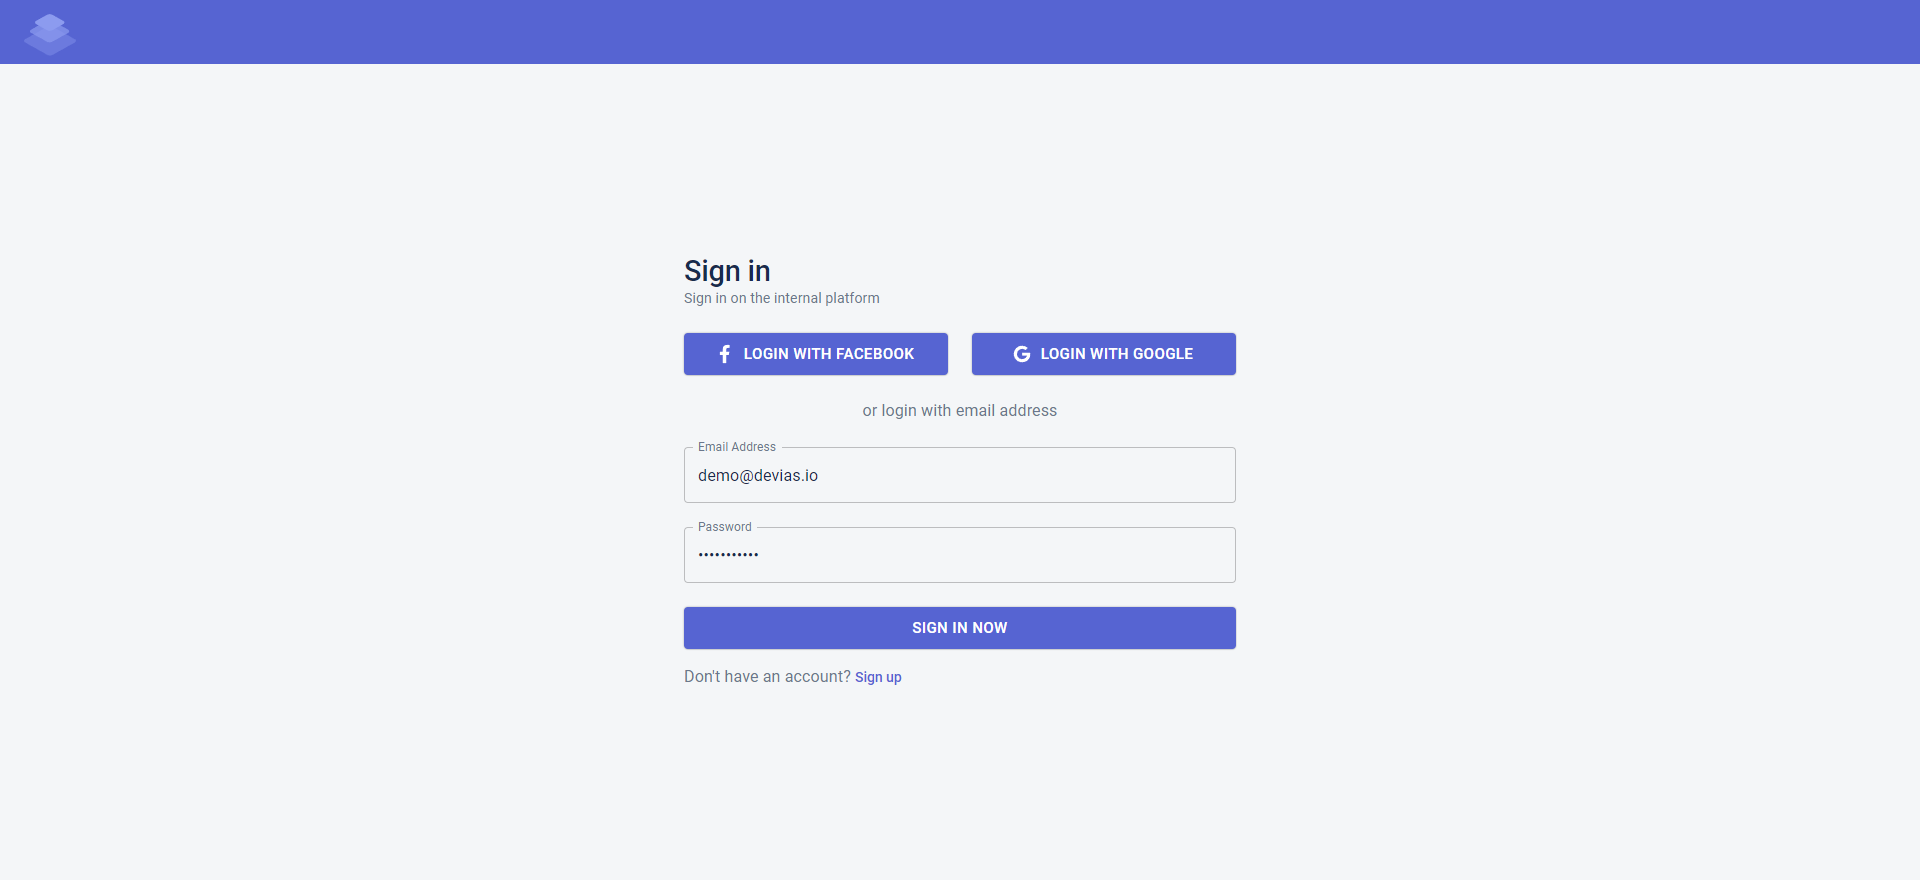 Sign in
Sign in on the internal platform
LOGIN WITH FACEBOOK
LOGIN WITH GOOGLE
or login with email address
Email Address
demo@devias.io
Password
•••••••••••
SIGN IN NOW
Don't have an account? Sign up